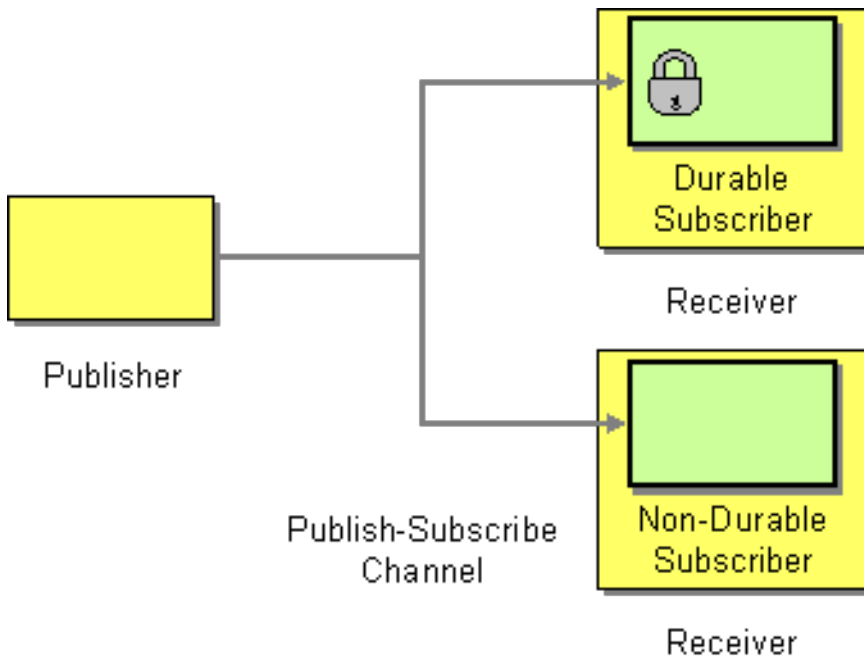 Durable
Subscriber
Receiver
Publisher
Publish-Subscribe
Channel
Non-Durable
Subscriber
Receiver